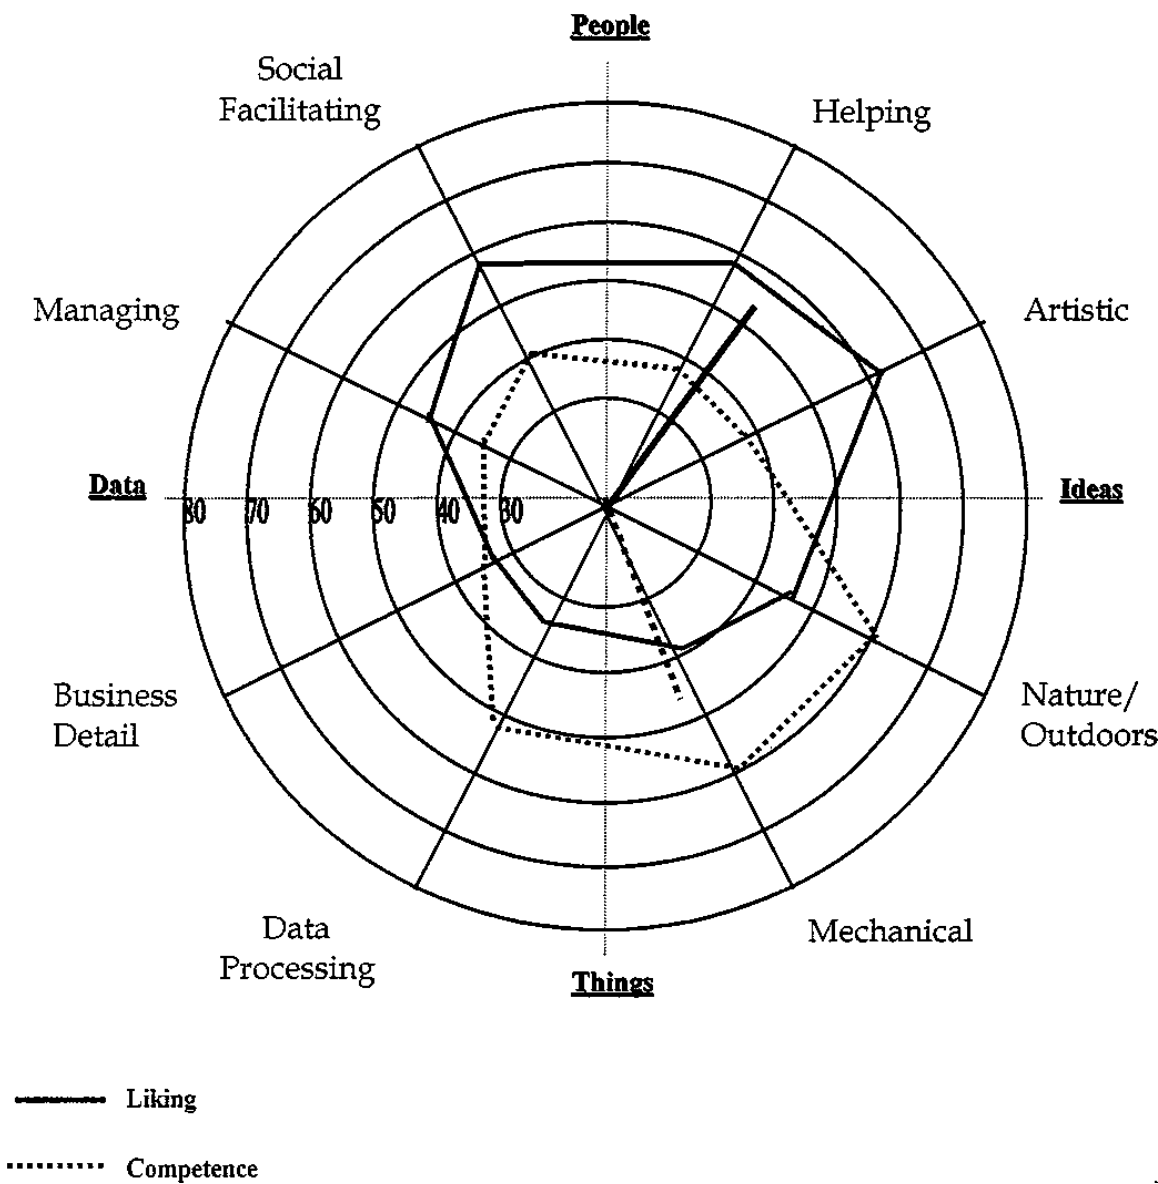 People
Social
Facilitating
Helping
Managing
Artistic
Data
80 70 60 50 40 30
Ideas
Business
Detail
Nature/
Outdoors
Data
Processing
Mechanical
Things
Liking
Competence